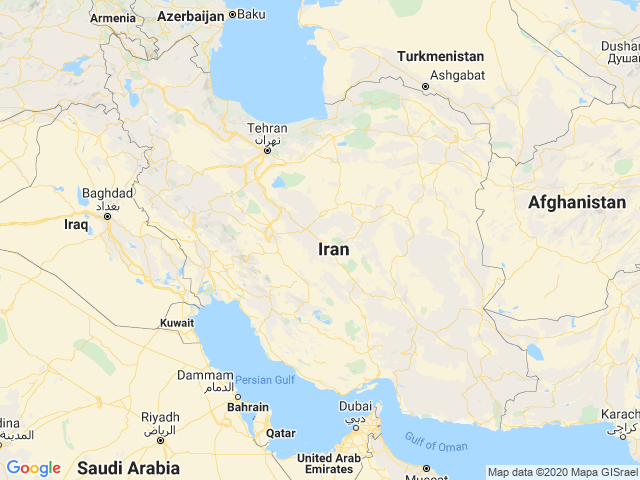 Armenia
Azerbaijan
Baku
Turkmenistan
Ashgabat
Dushan
Душа
Tehran
تهران
Baghdad
بغداد
Iraq
Afghanistan
Iran
Kuwait
Dammam
الدمام
Persian Gulf
Bahrain
Qatar
Dubai
دبي
Riyadh
الرياض
dina
المدينة
Karach
کراچی
Gulf of Oman
United Arab
Emirates
Saudi Arabia
Muscat
Google
Map data ©2020 Mapa GISrael